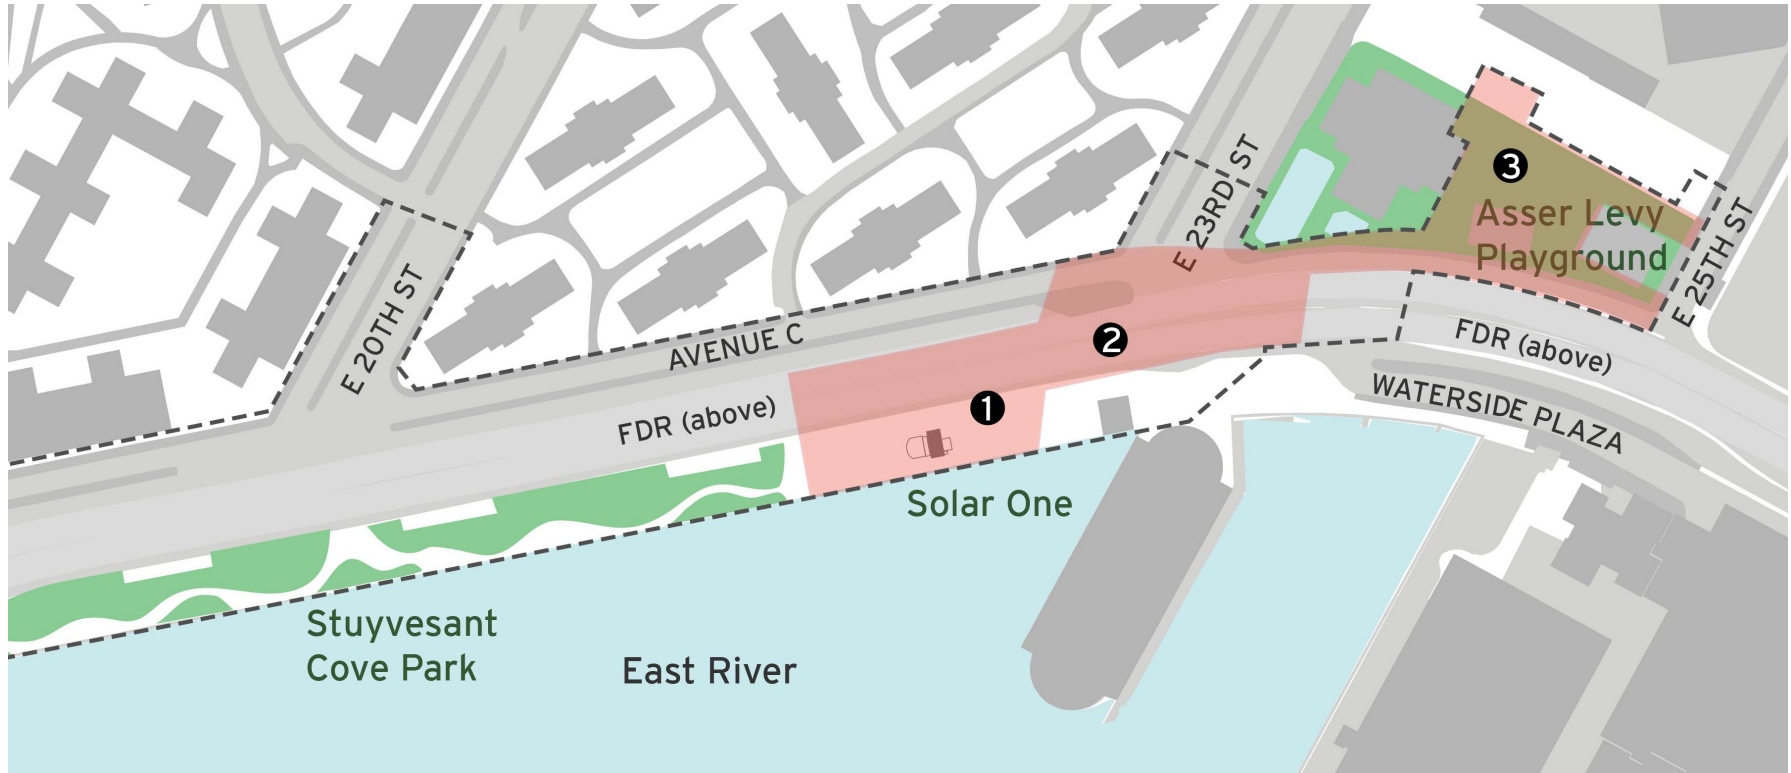 E 20TH ST
AVENUE C
E 23RD ST
3
Asser Levy
Playground
E 25TH ST
2
FDR (above)
1
FDR (above)
WATERSIDE PLAZA
Solar One
Stuyvesant
Cove Park
East River